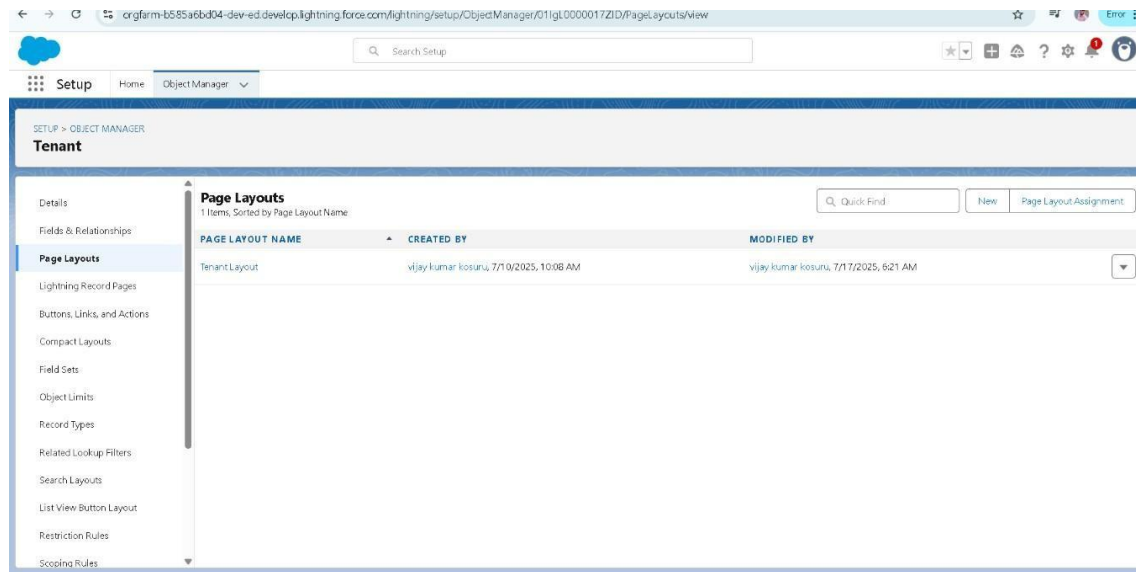 orgfarm-b585a6bd04-dev-ed.develop.lightning.force.com/lightning/setup/ObjectManager/01IgL0000017ZID/PageLayouts/view
Error
Search Setup
1
Setup Home Object Manager
SETUP > OBJECT MANAGER
Tenant
Details
Fields & Relationships
Page Layouts
Lightning Record Pages
Buttons, Links, and Actions
Compact Layouts
Field Sets
Object Limits
Record Types
Related Lookup Filters
Search Layouts
List View Button Layout
Restriction Rules
Scoping Rules
Page Layouts
1 Items, Sorted by Page Layout Name
Quick Find New Page Layout Assignment
PAGE LAYOUT NAME CREATED BY MODIFIED BY
Tenant Layout vijay kumar kosuru, 7/10/2025, 10:08 AM vijay kumar kosuru, 7/17/2025, 6:21 AM